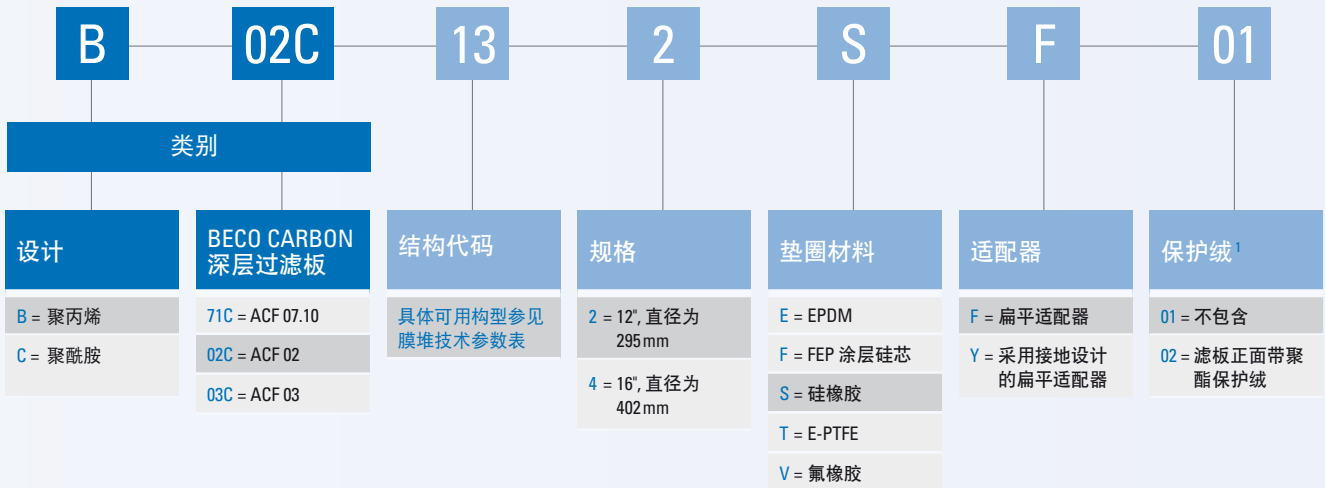 B 02C 13 2 S F 01
类别
设计
B = 聚丙烯
C = 聚酰胺
BECO CARBON
深层过滤板
71C = ACF 07.10
02C = ACF 02
03C = ACF 03
结构代码
具体可用构型参见
膜堆技术参数表
规格
2 = 12", 直径为
295 mm
4 = 16", 直径为
402 mm
垫圈材料
E = EPDM
F = FEP 涂层硅芯
S = 硅橡胶
T = E-PTFE
V = 氟橡胶
适配器
F = 扁平适配器
Y = 采用接地设计
的扁平适配器
保护绒¹
01 = 不包含
02 = 滤板正面带聚
酯保护绒